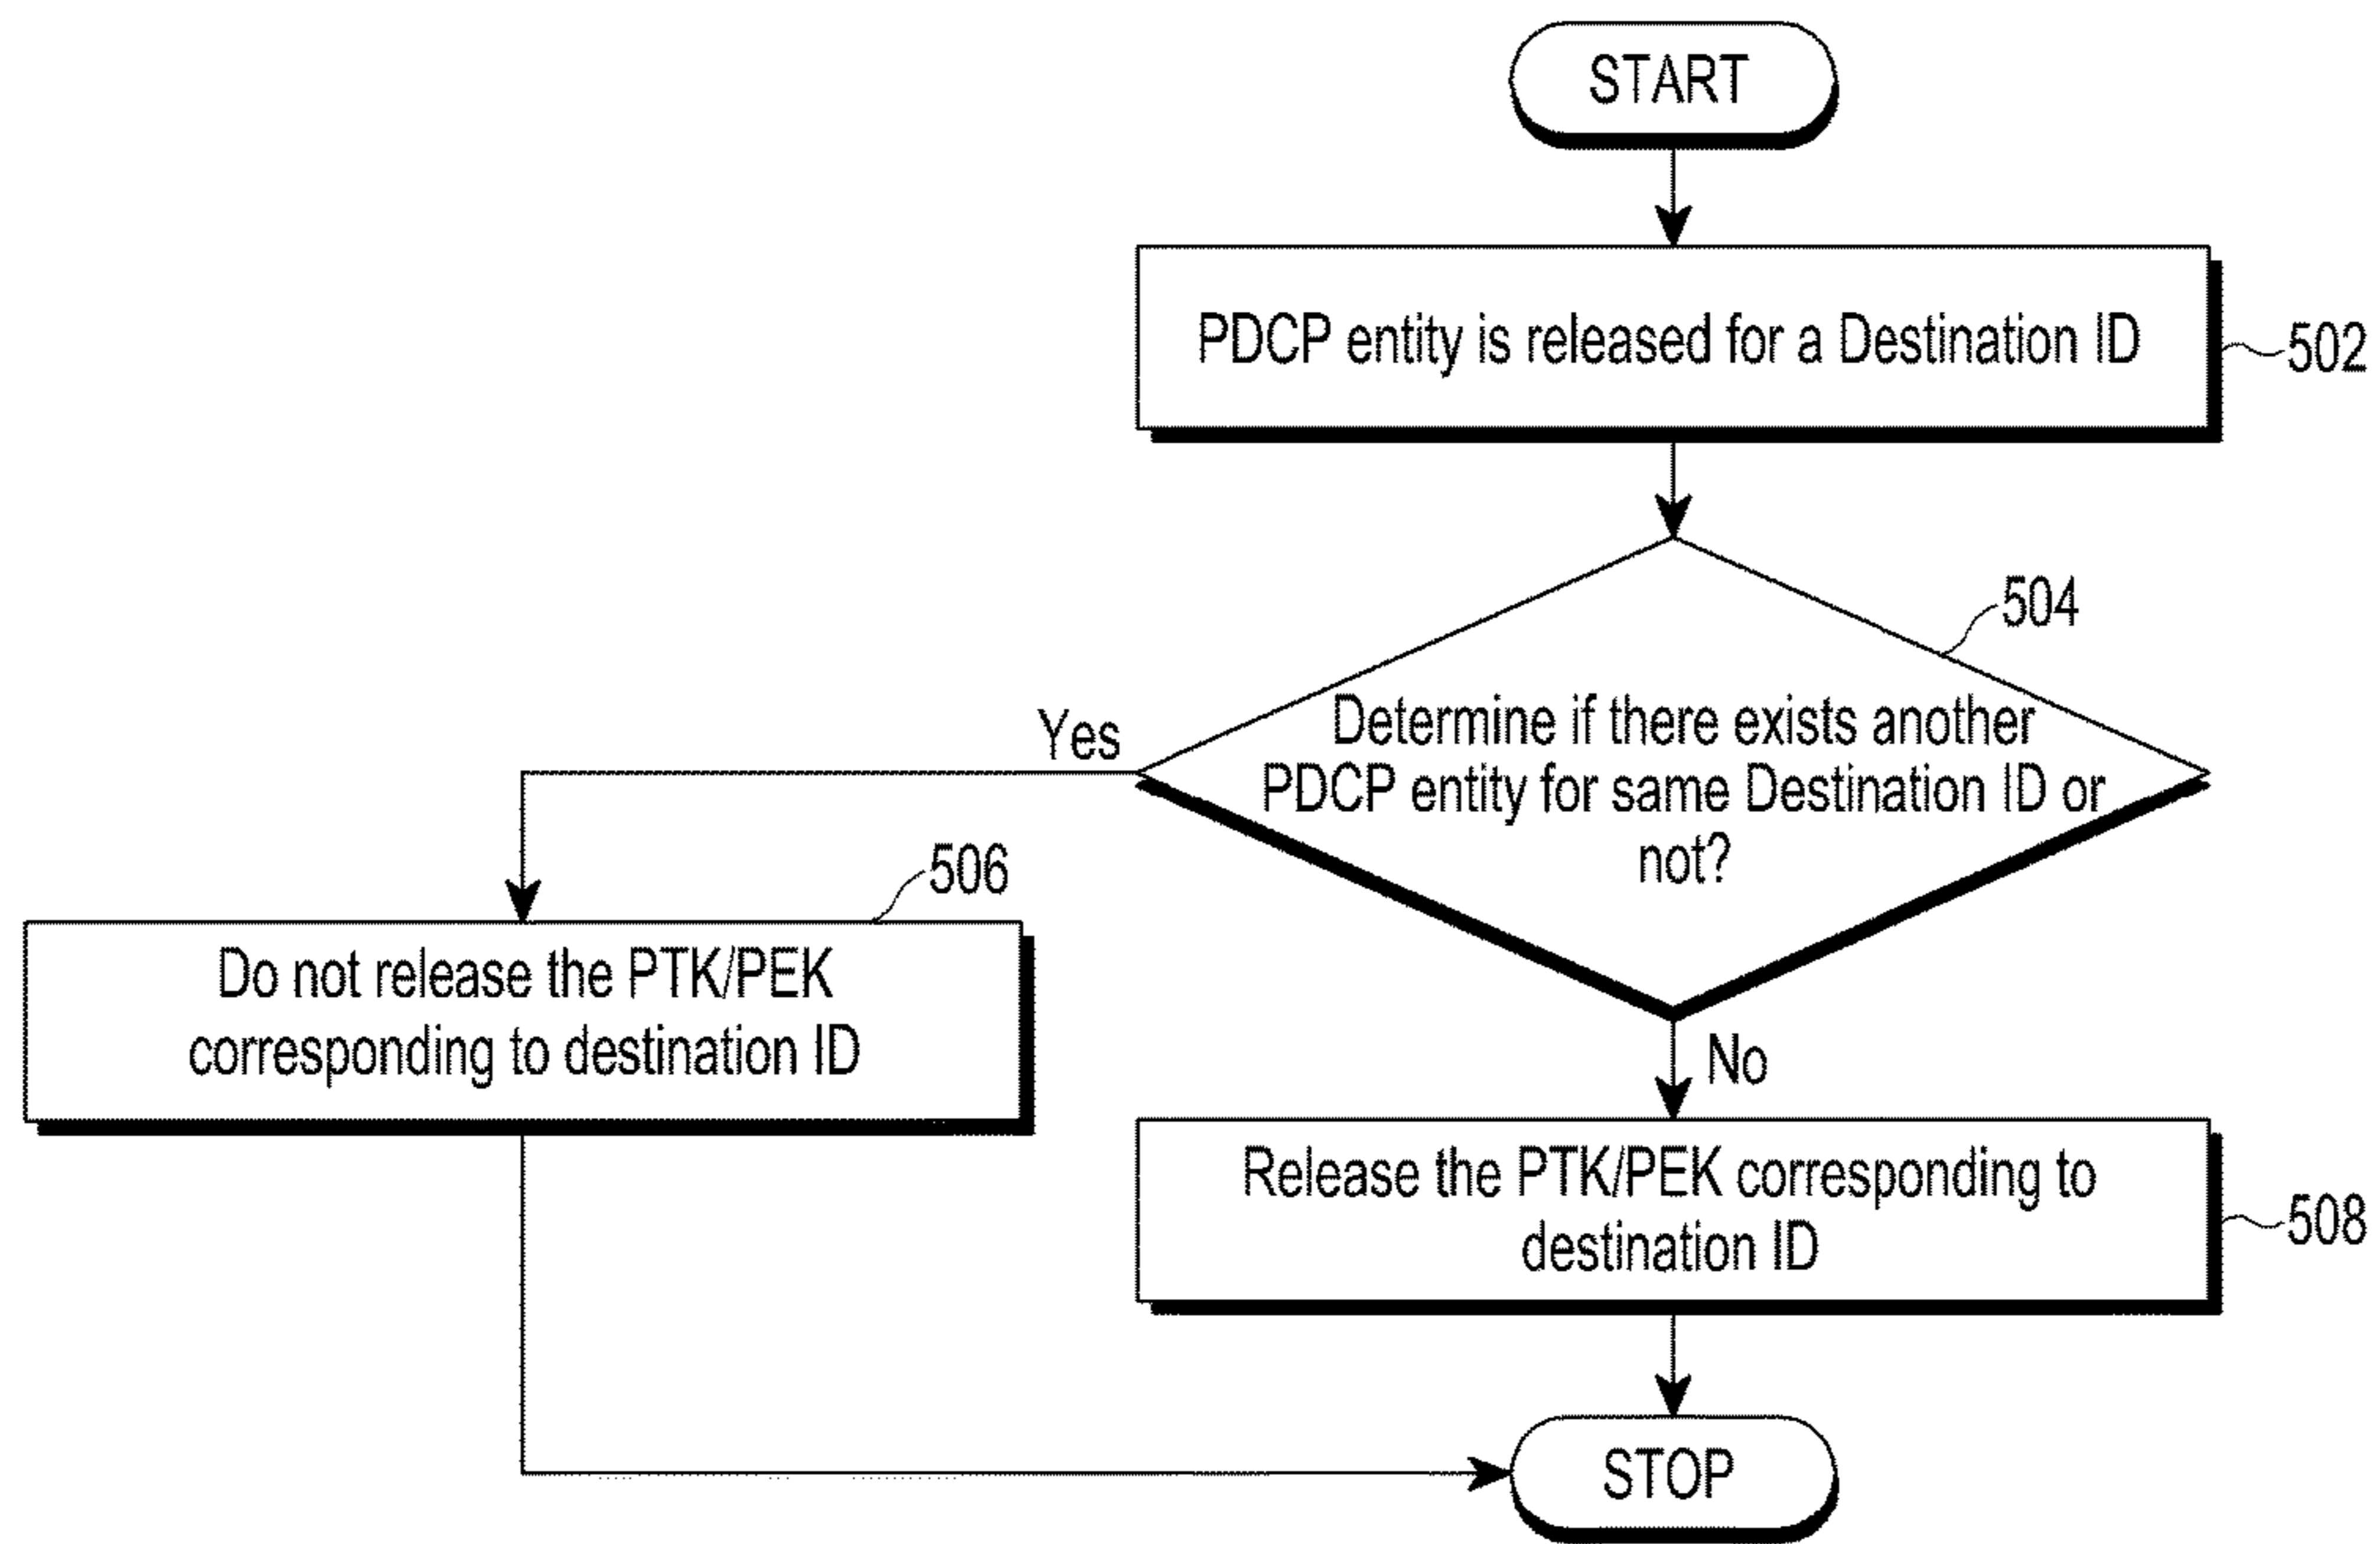 START
PDCP entity is released for a Destination ID
502
504
Determine if there exists another
PDCP entity for same Destination ID or
not?
Yes
506
Do not release the PTK/PEK
corresponding to destination ID
No
Release the PTK/PEK corresponding to
destination ID
508
STOP